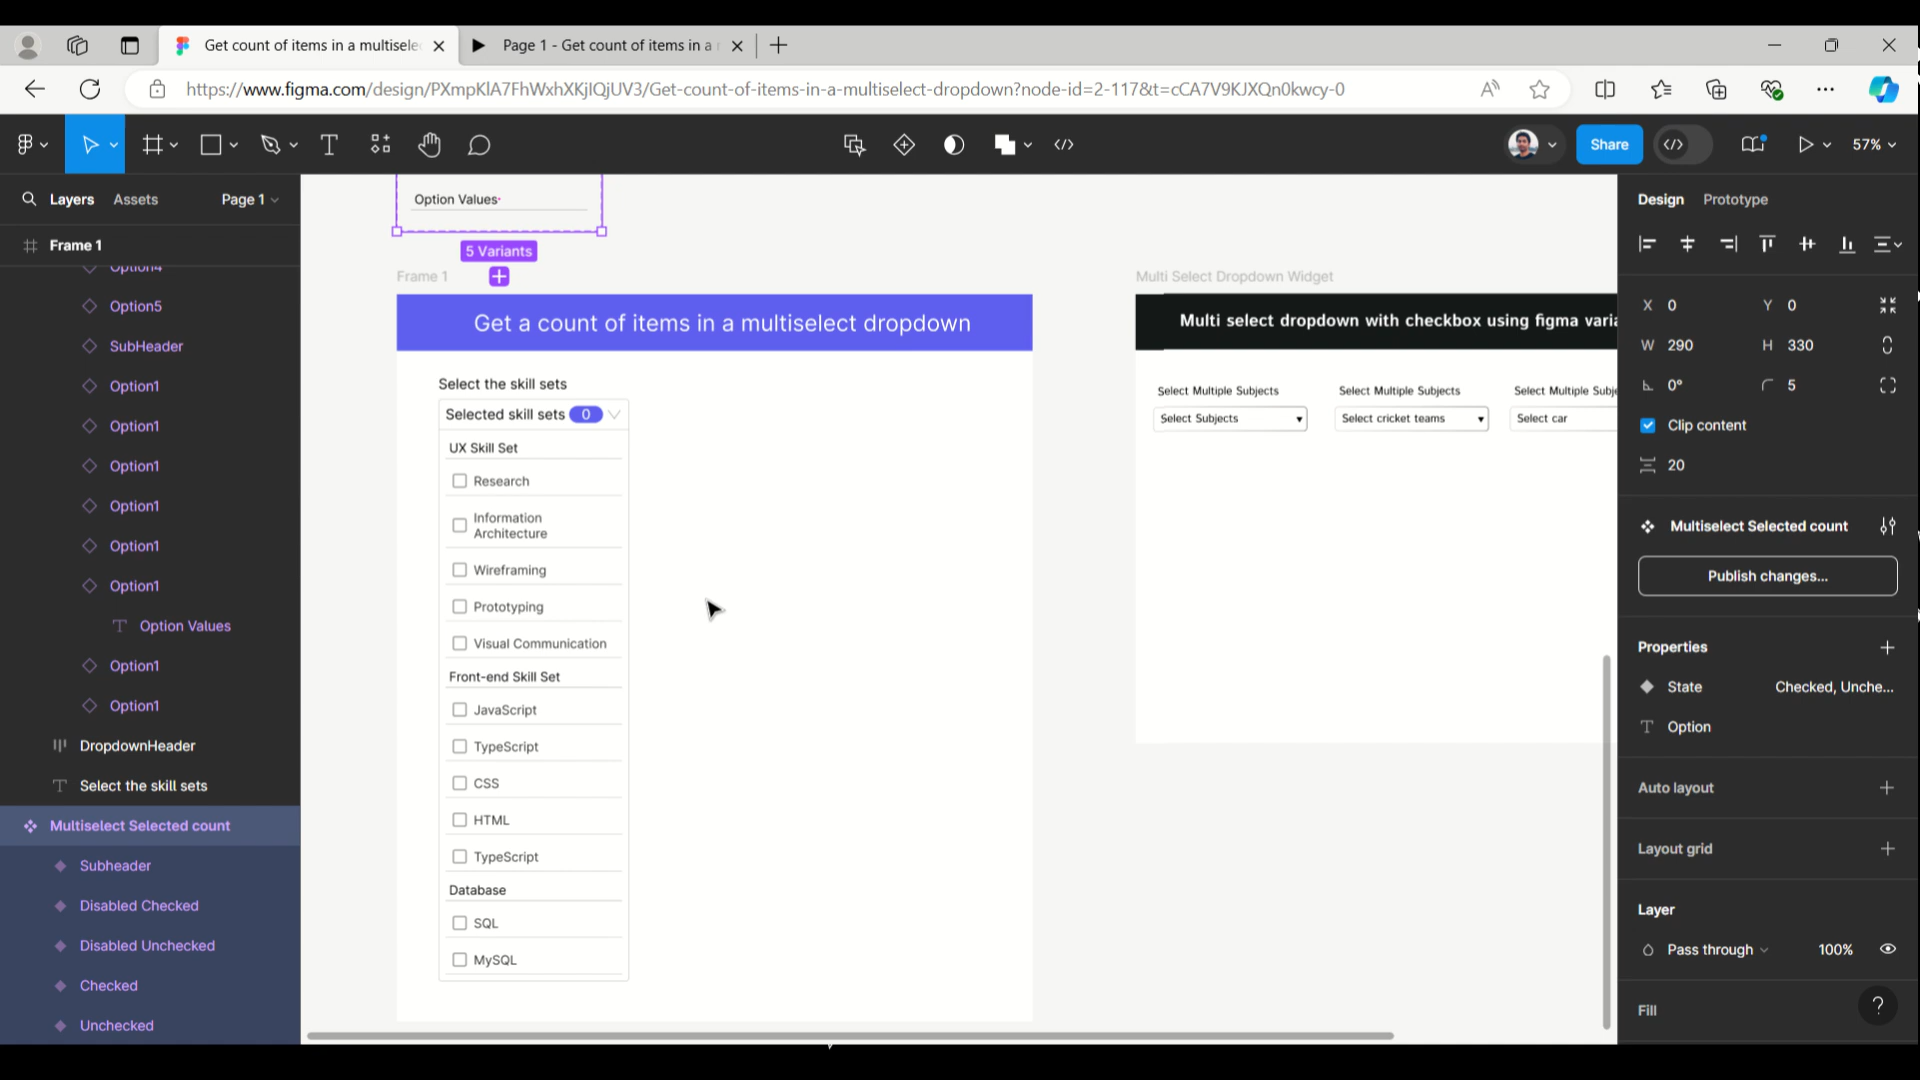 Get count of items in a multisele
Page 1 - Get count of items in a
https://www.figma.com/design/PXmpKlA7FhWxhXKjIQjUV3/Get-count-of-items-in-a-multiselect-dropdown?node-id=2-117&t=cCA7V9KJXQn0kwcy-0
Share
57%
Layers
Assets
Page 1
Frame 1
Option4
Option5
SubHeader
Option1
Option1
Option1
Option1
Option1
Option1
Option Values
Option1
Option1
DropdownHeader
Select the skill sets
Multiselect Selected count
Subheader
Disabled Checked
Disabled Unchecked
Checked
Unchecked
Option Values
5 Variants
Frame 1
Get a count of items in a multiselect dropdown
Select the skill sets
Selected skill sets 0
UX Skill Set
Research
Information
Architecture
Wireframing
Prototyping
Visual Communication
Front-end Skill Set
JavaScript
TypeScript
CSS
HTML
TypeScript
Database
SQL
MySQL
Multi Select Dropdown Widget
Multi select dropdown with checkbox using figma varia
Select Multiple Subjects
Select Multiple Subjects
Select Multiple Subje
Select Subjects
Select cricket teams
Select car
Design
Prototype
X 0
Y 0
W 290
H 330
0°
5
Clip content
20
Multiselect Selected count
Publish changes...
Properties
State
Checked, Unche...
Option
Auto layout
Layout grid
Layer
Pass through
100%
Fill
?